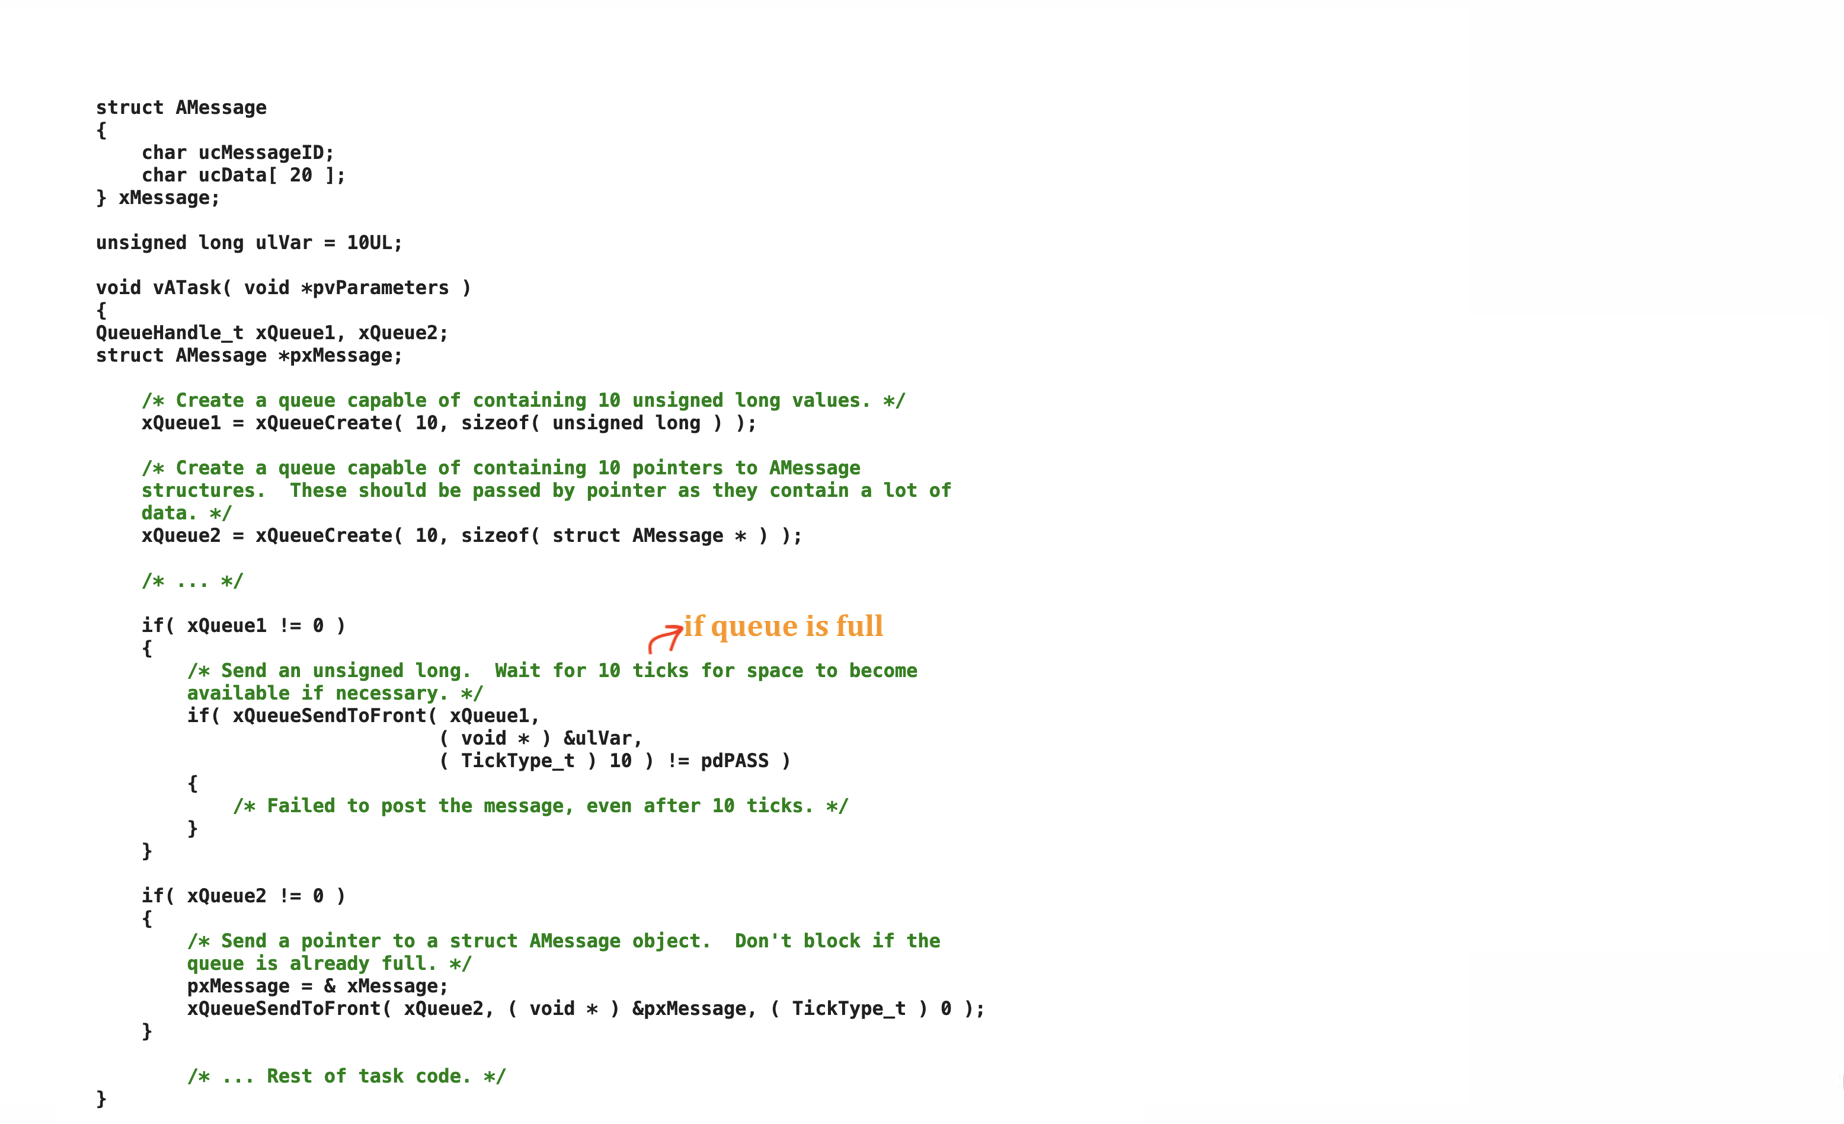 struct AMessage
{
    char ucMessageID;
    char ucData[ 20 ];
} xMessage;

unsigned long ulVar = 10UL;

void vATask( void *pvParameters )
{
QueueHandle_t xQueue1, xQueue2;
struct AMessage *pxMessage;

    /* Create a queue capable of containing 10 unsigned long values. */
    xQueue1 = xQueueCreate( 10, sizeof( unsigned long ) );

    /* Create a queue capable of containing 10 pointers to AMessage
    structures.  These should be passed by pointer as they contain a lot of
    data. */
    xQueue2 = xQueueCreate( 10, sizeof( struct AMessage * ) );

    /* ... */

    if( xQueue1 != 0 )
if queue is full
    {
        /* Send an unsigned long.  Wait for 10 ticks for space to become
        available if necessary. */
        if( xQueueSendToFront( xQueue1,
                              ( void * ) &ulVar,
                              ( TickType_t ) 10 ) != pdPASS )
        {
            /* Failed to post the message, even after 10 ticks. */
        }
    }

    if( xQueue2 != 0 )
    {
        /* Send a pointer to a struct AMessage object.  Don't block if the
        queue is already full. */
        pxMessage = & xMessage;
        xQueueSendToFront( xQueue2, ( void * ) &pxMessage, ( TickType_t ) 0 );
    }

        /* ... Rest of task code. */
}